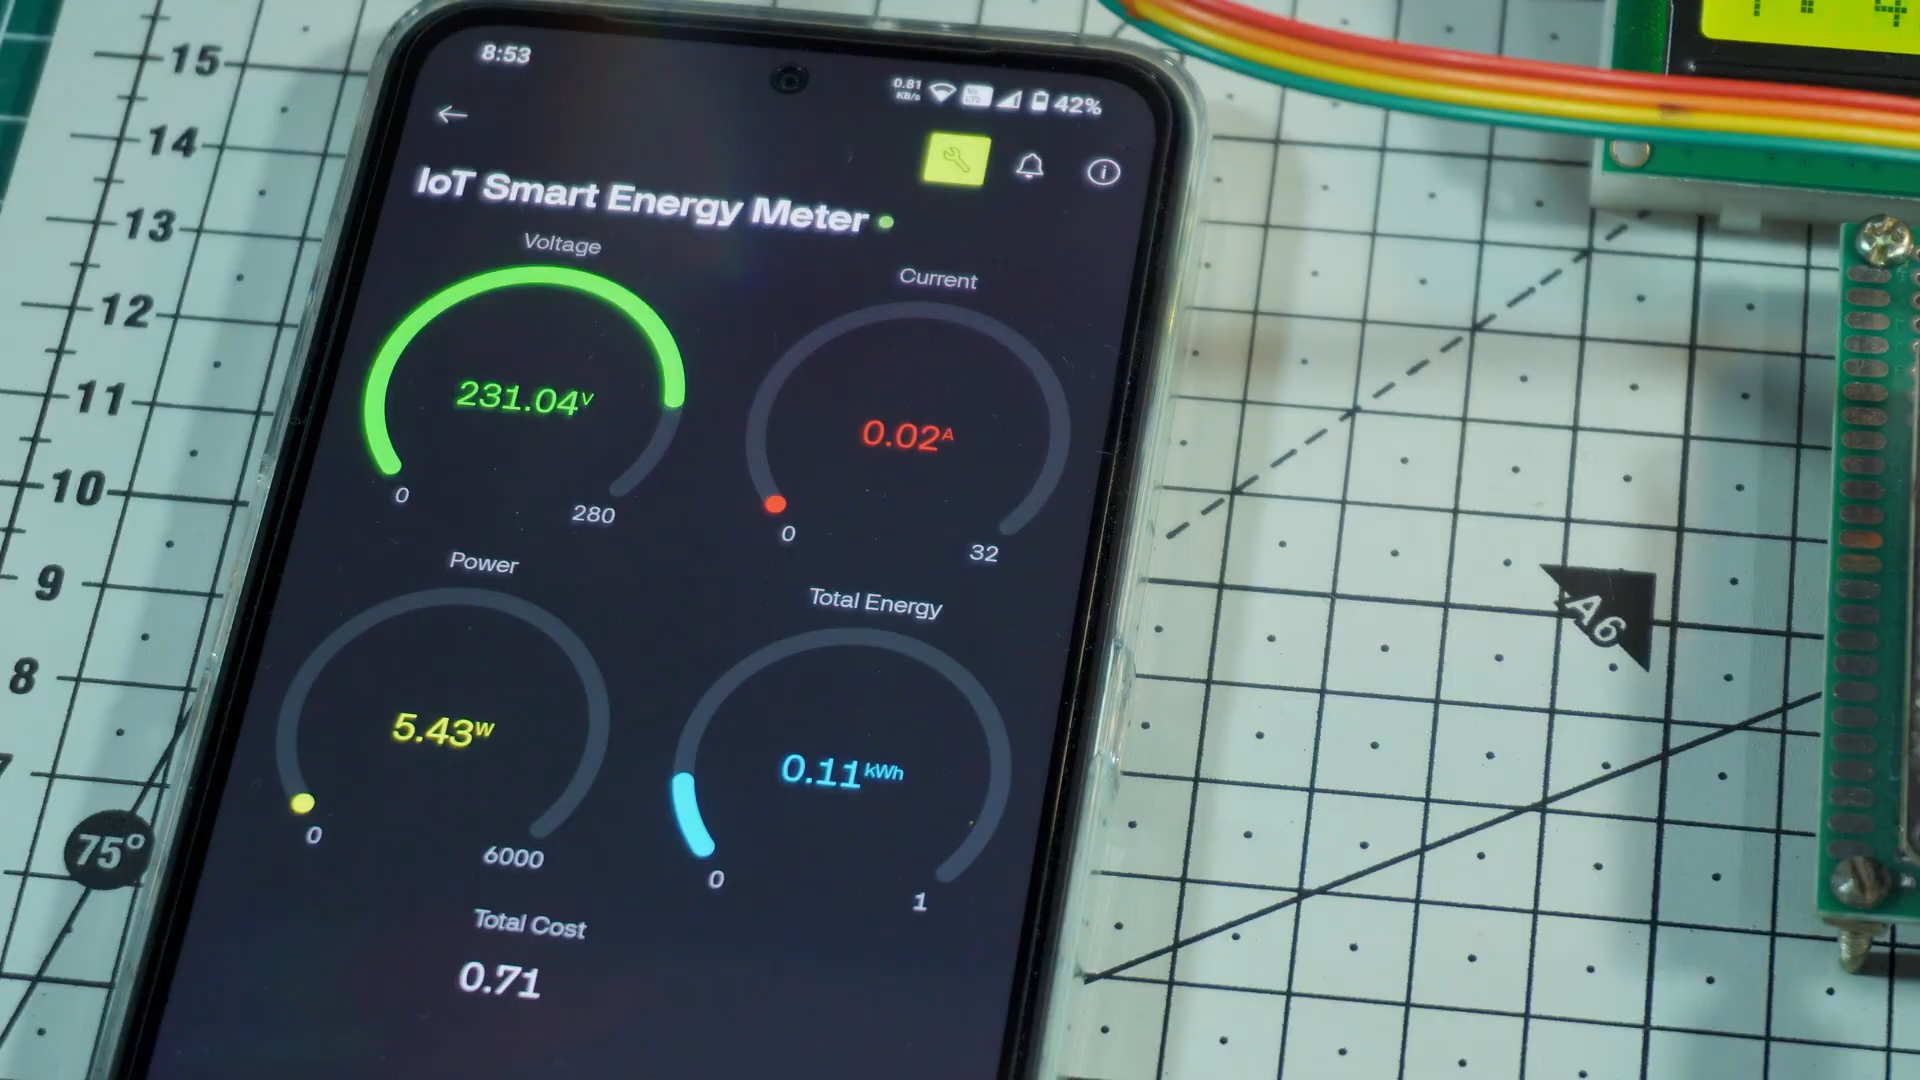 8:53
0.81
KB/s
42%
IoT Smart Energy Meter
Voltage
231.04V
0
280
Current
0.02A
0
32
Power
5.43W
0
6000
Total Energy
0.11kWh
0
1
Total Cost
0.71
15
14
13
12
11
10
9
8
7
75°
A6